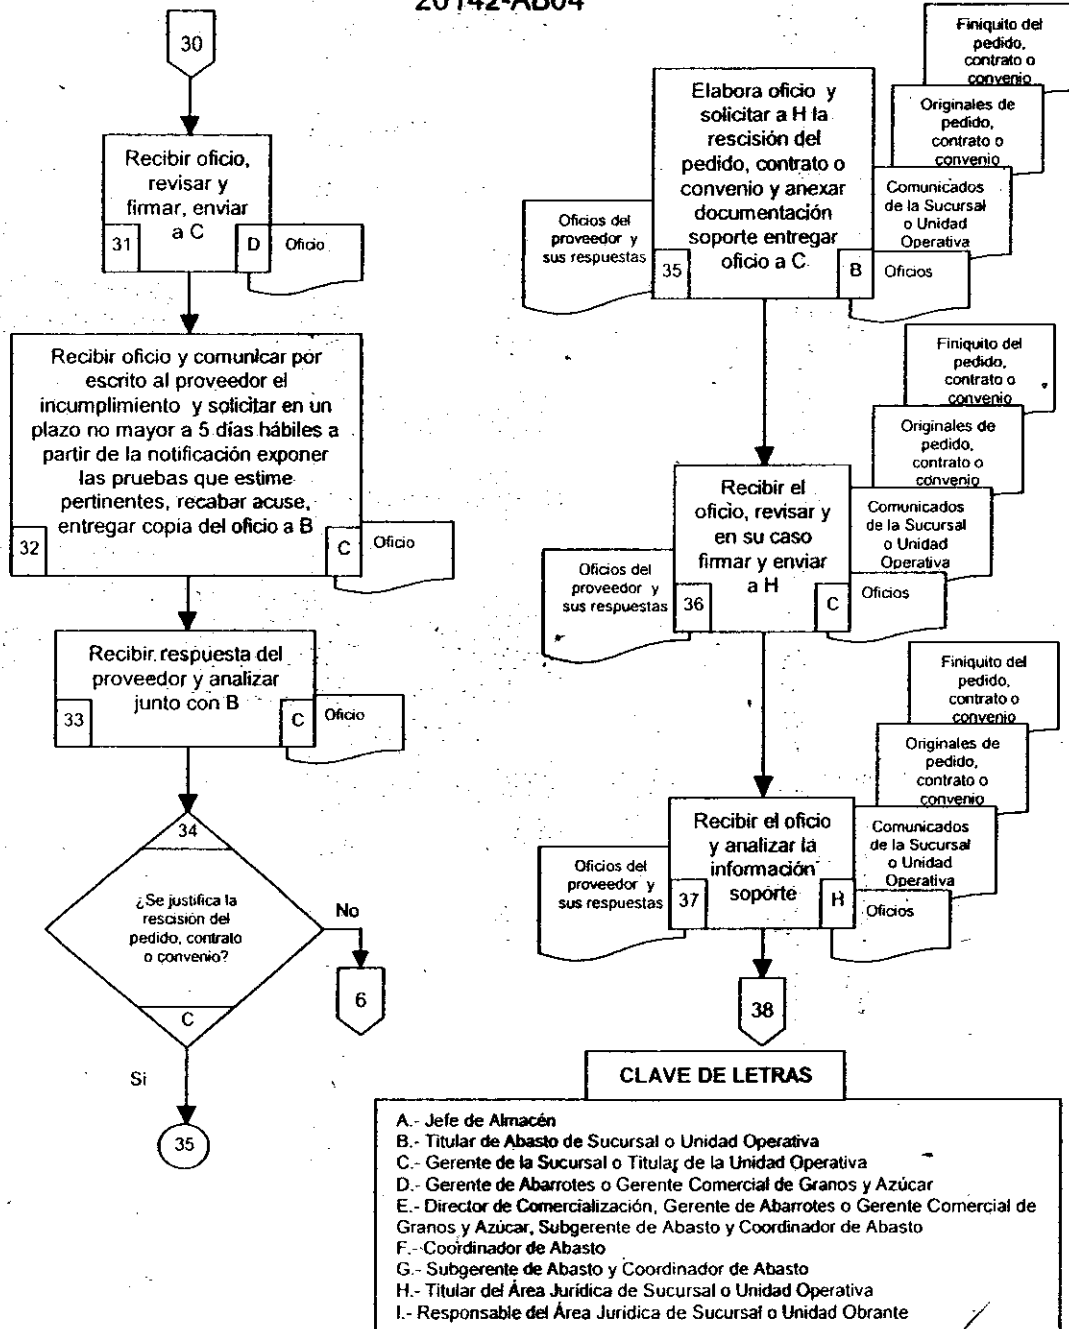 20142-AB04
30
Recibir oficio,
revisar y
firmar, enviar
a C
31
D
Oficio
Recibir oficio y comunicar por
escrito al proveedor el
incumplimiento y solicitar en un
plazo no mayor a 5 días hábiles a
partir de la notificación exponer
las pruebas que estime
pertinentes, recabar acuse,
entregar copia del oficio a B
32
C
Oficio
Recibir respuesta del
proveedor y analizar
junto con B
33
C
Oficio
34
¿Se justifica la
rescisión del
pedido, contrato
o convenio?
C
No
6
Si
35
Finiquito del
pedido,
contrato o
convenio
Originales de
pedido,
contrato o
convenio
Comunicados
de la Sucursal
o Unidad
Operativa
Elabora oficio y
solicitar a H la
rescisión del
pedido, contrato o
convenio y anexar
documentación
soporte entregar
oficio a C
Oficios del
proveedor y
sus respuestas
35
B
Oficios
Finiquito del
pedido,
contrato o
convenio
Originales de
pedido,
contrato o
convenio
Comunicados
de la Sucursal
o Unidad
Operativa
Recibir el
oficio, revisar y
en su caso
firmar y enviar
a H
Oficios del
proveedor y
sus respuestas
36
C
Oficios
Finiquito del
pedido,
contrato o
convenio
Originales de
pedido,
contrato o
convenio
Comunicados
de la Sucursal
o Unidad
Operativa
Recibir el oficio
y analizar la
información
soporte
Oficios del
proveedor y
sus respuestas
37
H
Oficios
38
CLAVE DE LETRAS
A.- Jefe de Almacén
B.- Titular de Abasto de Sucursal o Unidad Operativa
C.- Gerente de la Sucursal o Titular de la Unidad Operativa
D.- Gerente de Abarrotes o Gerente Comercial de Granos y Azúcar
E.- Director de Comercialización, Gerente de Abarrotes o Gerente Comercial de
Granos y Azúcar, Subgerente de Abasto y Coordinador de Abasto
F.- Coordinador de Abasto
G.- Subgerente de Abasto y Coordinador de Abasto
H.- Titular del Área Jurídica de Sucursal o Unidad Operativa
I.- Responsable del Área Jurídica de Sucursal o Unidad Obrante